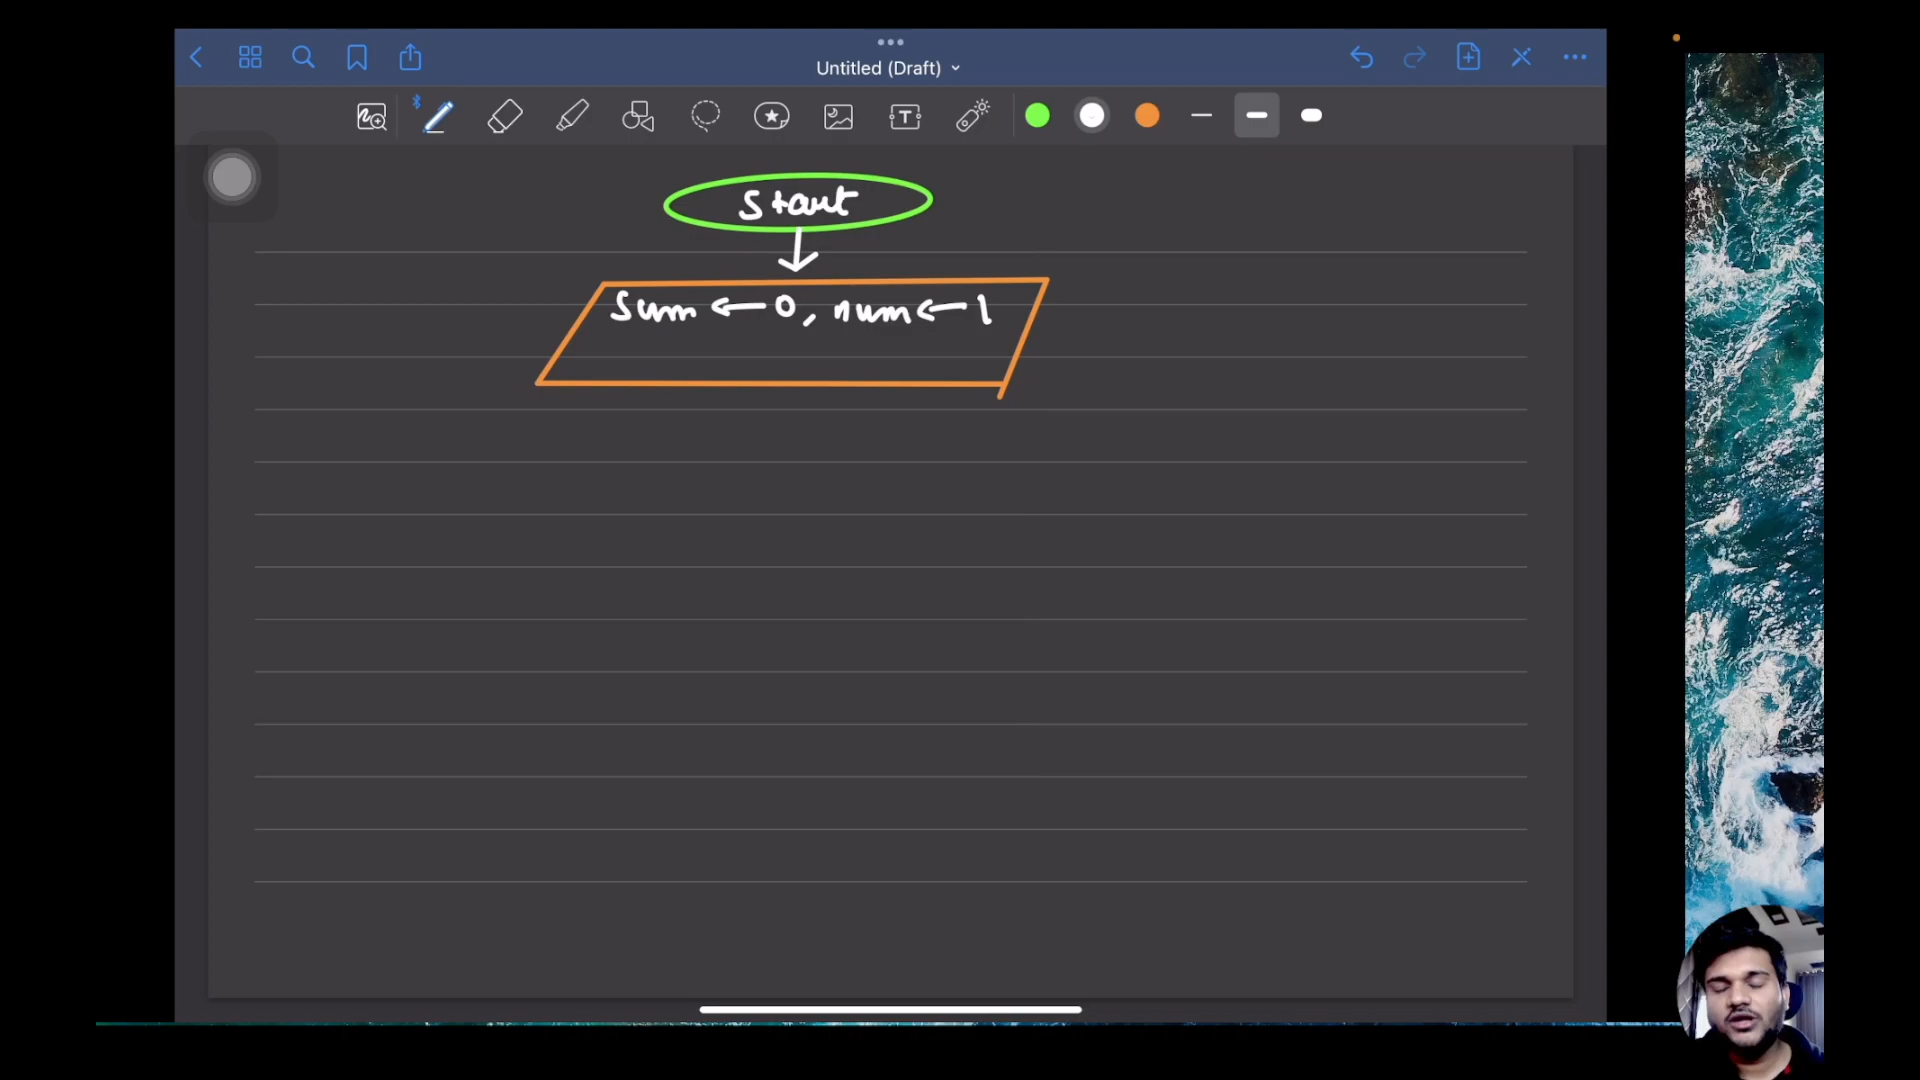 Untitled (Draft)
Start
Sum ← 0, num ← 1